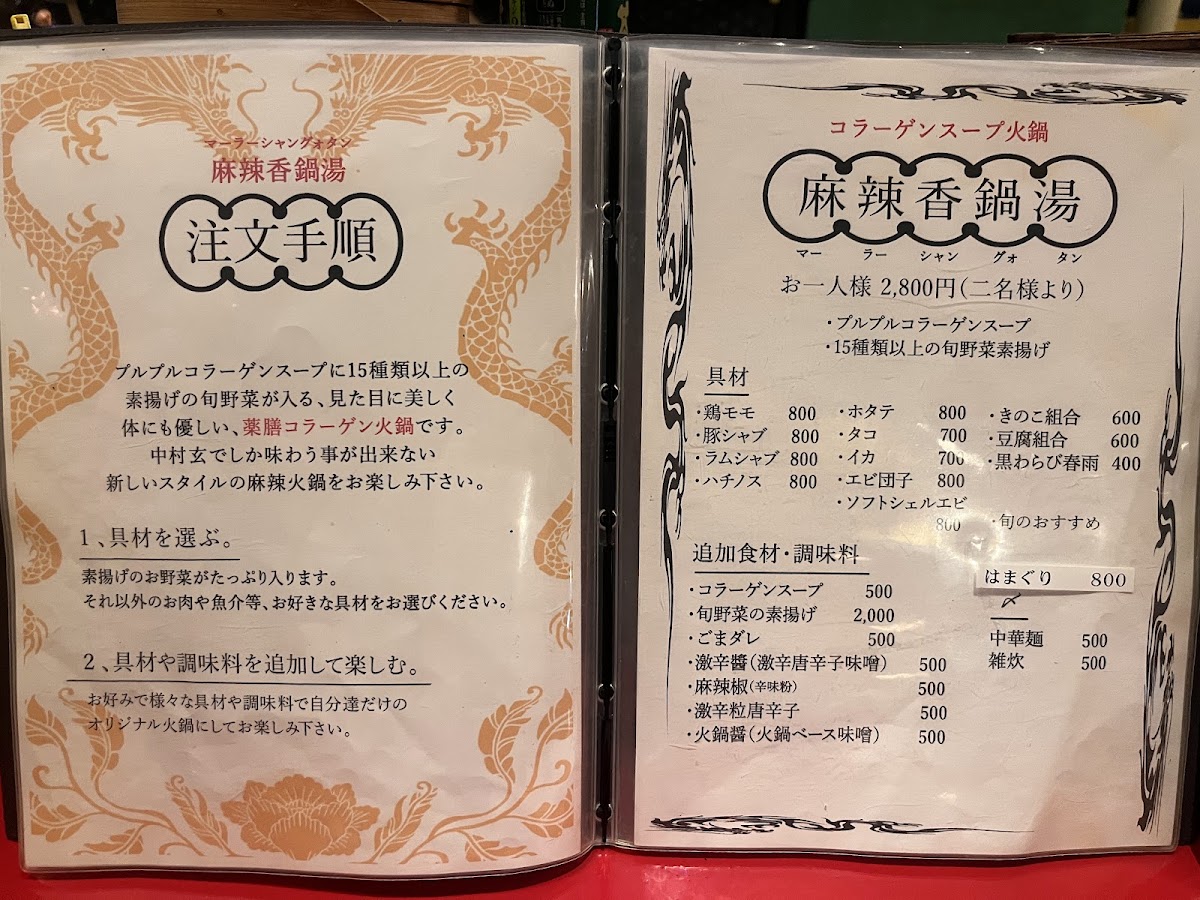 マーラーシャングォタン
麻辣香鍋湯
注文手順
プルプルコラーゲンスープに15種類以上の
素揚げの旬野菜が入る、見た目に美しく
体にも優しい、薬膳コラーゲン火鍋です。
中村玄でしか味わう事が出来ない
新しいスタイルの麻辣火鍋をお楽しみ下さい。
1、具材を選ぶ。
素揚げのお野菜がたっぷり入ります。
それ以外のお肉や魚介等、お好きな具材をお選びください。
2、具材や調味料を追加して楽しむ。
お好みで様々な具材や調味料で自分達だけの
オリジナル火鍋にしてお楽しみ下さい。
コラーゲンスープ火鍋
麻辣香鍋湯
マー ラー シャン グォ タン
お一人様 2,800円(二名様より)
・プルプルコラーゲンスープ
・15種類以上の旬野菜素揚げ
具材
・鶏モモ 800
・豚シャブ 800
・ラムシャブ 800
・ハチノス 800
・ホタテ 800
・タコ 700
・イカ 700
・エビ団子 800
・ソフトシェルエビ
800
・きのこ組合 600
・豆腐組合 600
・黒わらび春雨 400
・旬のおすすめ
はまぐり 800
追加食材・調味料
・コラーゲンスープ 500
・旬野菜の素揚げ 2,000
・ごまダレ 500
・激辛醬(激辛唐辛子味噌) 500
・麻辣椒(辛味粉) 500
・激辛粒唐辛子 500
・火鍋醬(火鍋ベース味噌) 500
〆
中華麺 500
雑炊 500